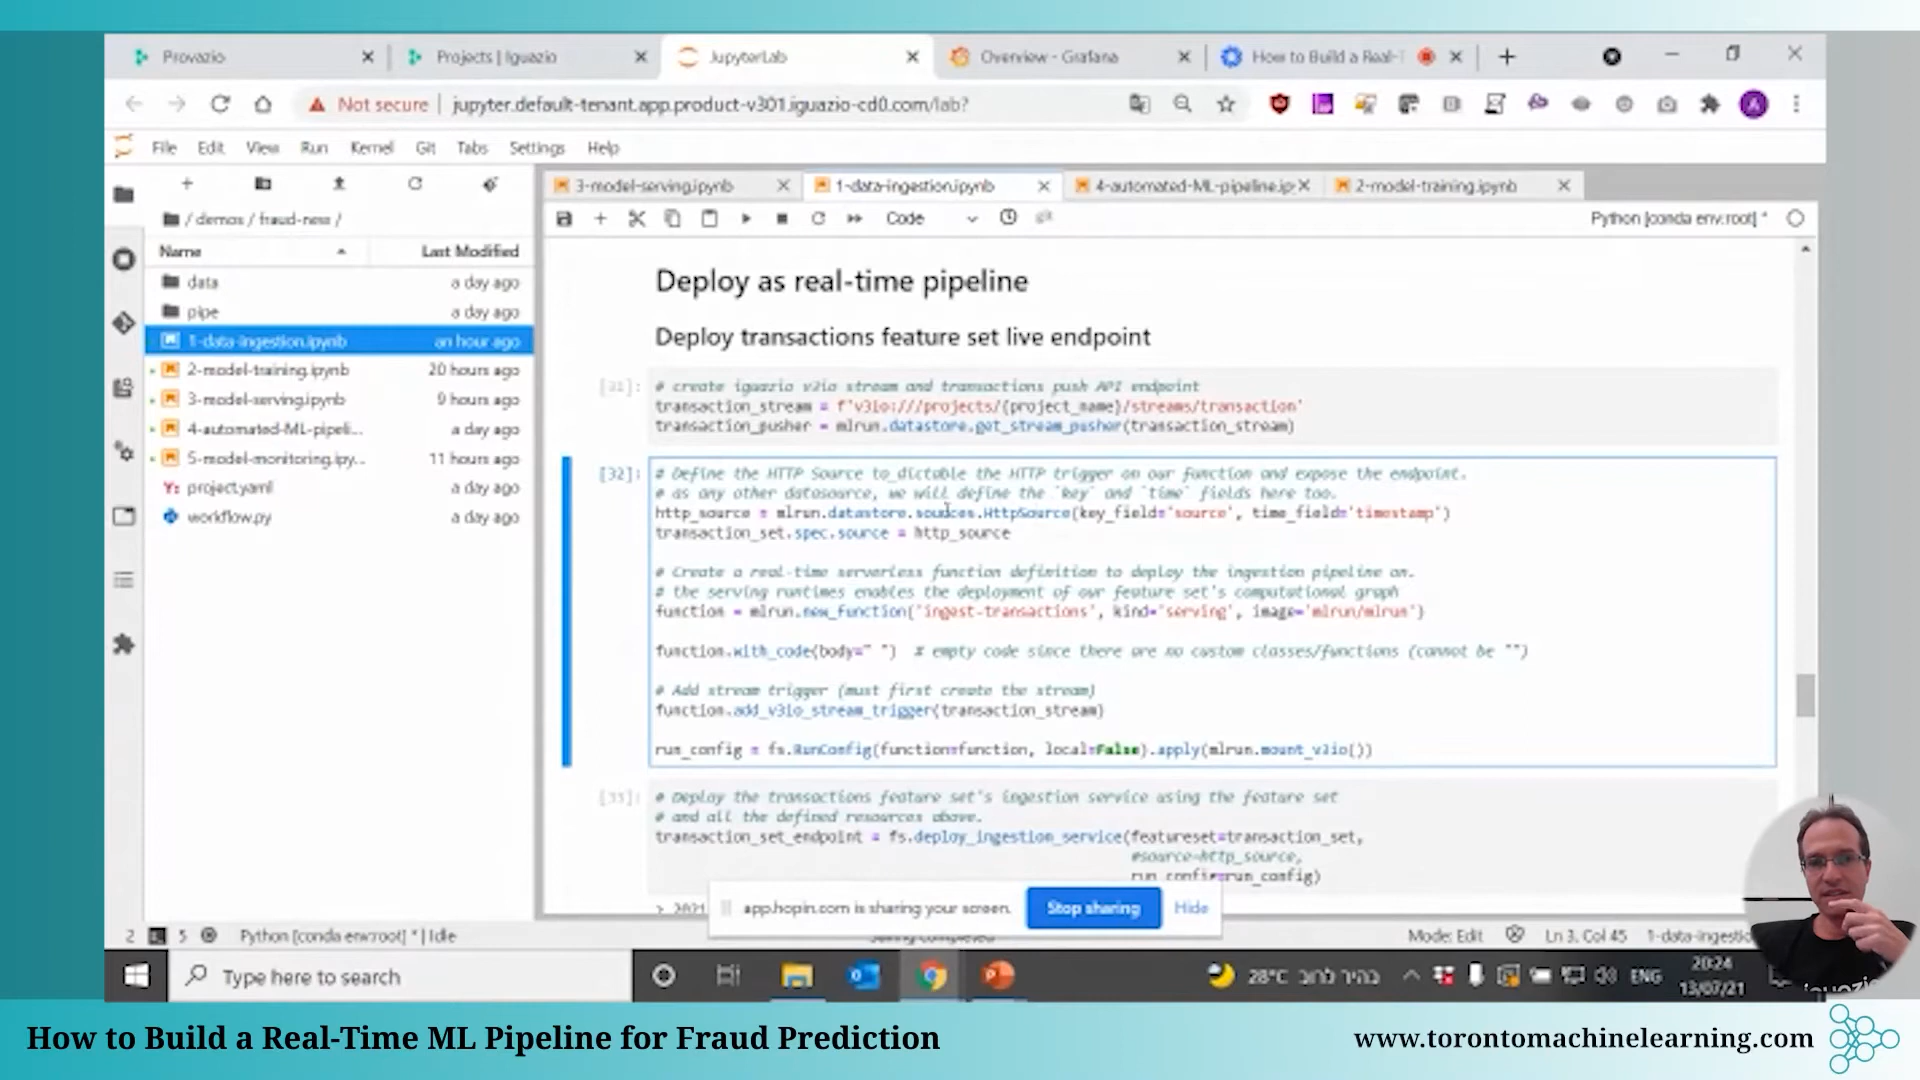 Provazio
Projects | Iguazio
JupyterLab
Overview - Grafana
How to Build a Real-T
Not secure
jupyter.default-tenant.app.product-v301.iguazio-cd0.com/lab?
A
File Edit View Run Kernel Git Tabs Settings Help
3-model-serving.ipynb
1-data-ingestion.ipynb
4-automated-ML-pipeline.ip
2-model-training.ipynb
/ demos / fraud-new /
Code
Python [conda env:root] *
Name Last Modified
data a day ago
pipe a day ago
1-data-ingestion.ipynb an hour ago
2-model-training.ipynb 20 hours ago
3-model-serving.ipynb 9 hours ago
4-automated-ML-pipeli... a day ago
5-model-monitoring.ipy... 11 hours ago
Y: project.yaml a day ago
workflow.py a day ago
Deploy as real-time pipeline
Deploy transactions feature set live endpoint
[31]: # create iguazio v3io stream and transactions push API endpoint
transaction_stream = f'v3io:///projects/{project_name}/streams/transaction'
transaction_pusher = mlrun.datastore.get_stream_pusher(transaction_stream)
[32]: # Define the HTTP Source to dictable the HTTP trigger on our function and expose the endpoint.
# as any other datasource, we will define the `key` and `time` fields here too.
http_source = mlrun.datastore.sources.HttpSource(key_field='source', time_field='timestamp')
transaction_set.spec.source = http_source
# Create a real-time serverless function definition to deploy the ingestion pipeline on.
# the serving runtimes enables the deployment of our feature set's computational graph
function = mlrun.new_function('ingest-transactions', kind='serving', image='mlrun/mlrun')
function.with_code(body=" ") # empty code since there are no custom classes/functions (cannot be "")
# Add stream trigger (must first create the stream)
function.add_v3io_stream_trigger(transaction_stream)
run_config = fs.RunConfig(function=function, local=False).apply(mlrun.mount_v3io())
[33]: # Deploy the transactions feature set's ingestion service using the feature set
# and all the defined resources above.
transaction_set_endpoint = fs.deploy_ingestion_service(featureset=transaction_set,
#source=http_source,
run_config=run_config)
> 2021
app.hopin.com is sharing your screen.
Stop sharing
Hide
2 5 Python [conda env:root] * | Idle
Mode: Edit Ln 3, Col 45 1-data-ingestio
Type here to search
28°C בהיר לרוב
ENG
20:24
13/07/21
iguazio
How to Build a Real-Time ML Pipeline for Fraud Prediction
www.torontomachinelearning.com